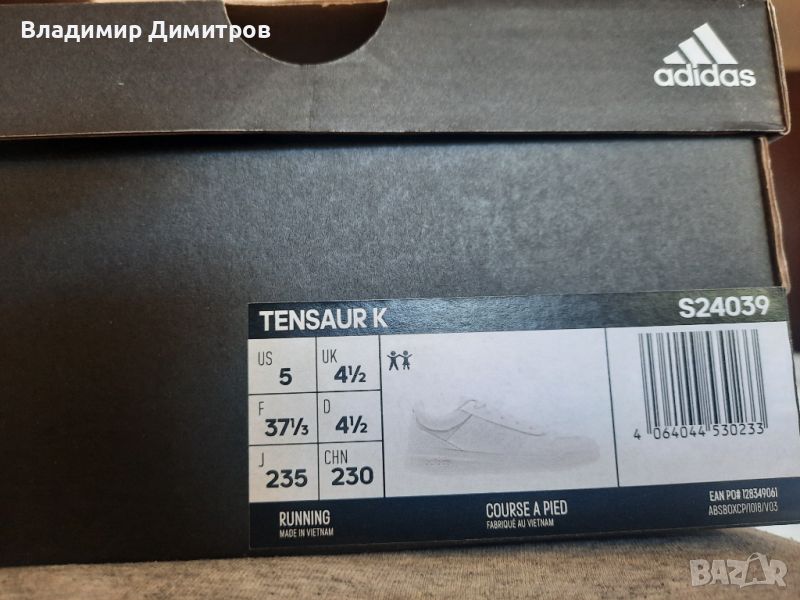 Владимир Димитров
adidas
TENSAUR K
S24039
US 5
UK 4½
F 37⅓
D 4½
J 235
CHN 230
4 064044 530233
RUNNING
MADE IN VIETNAM
COURSE A PIED
FABRIQUÉ AU VIETNAM
EAN PO# 128349061
ABSBOXCP/1018/V03
BAZAR